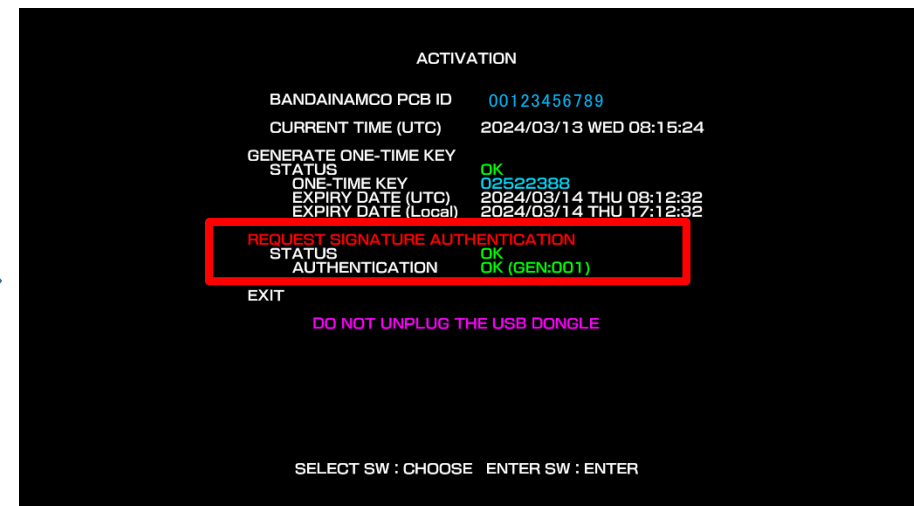 ACTIVATION
BANDAINAMCO PCB ID 00123456789
CURRENT TIME (UTC) 2024/03/13 WED 08:15:24
GENERATE ONE-TIME KEY
STATUS OK
ONE-TIME KEY 02522388
EXPIRY DATE (UTC) 2024/03/14 THU 08:12:32
EXPIRY DATE (Local) 2024/03/14 THU 17:12:32
REQUEST SIGNATURE AUTHENTICATION
STATUS OK
AUTHENTICATION OK (GEN:001)
EXIT
DO NOT UNPLUG THE USB DONGLE
SELECT SW : CHOOSE ENTER SW : ENTER